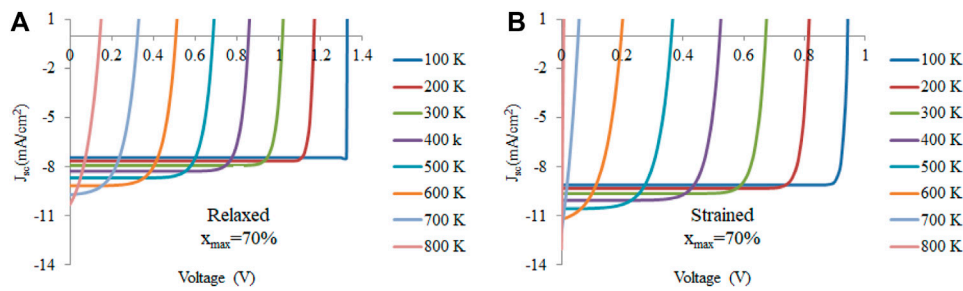 A
1
0 0.2 0.4 0.6 0.8 1 1.2 1.4
-2
-5
-8
-11
-14
Jsc(mA/cm2)
Voltage (V)
Relaxed
xmax=70%
100 K
200 K
300 K
400 k
500 K
600 K
700 K
800 K
B
1
0 0.2 0.4 0.6 0.8 1
-2
-5
-8
-11
-14
Jsc(mA/cm2)
Voltage (V)
Strained
xmax=70%
100 K
200 K
300 K
400 K
500 K
600 K
700 K
800 K